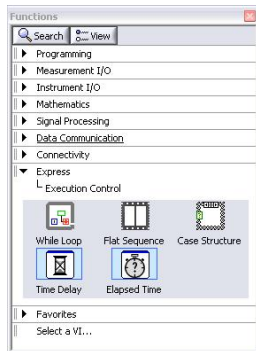 Functions
Search View
Programming
Measurement I/O
Instrument I/O
Mathematics
Signal Processing
Data Communication
Connectivity
Express
Execution Control
While Loop Flat Sequence Case Structure
Time Delay Elapsed Time
Favorites
Select a VI...